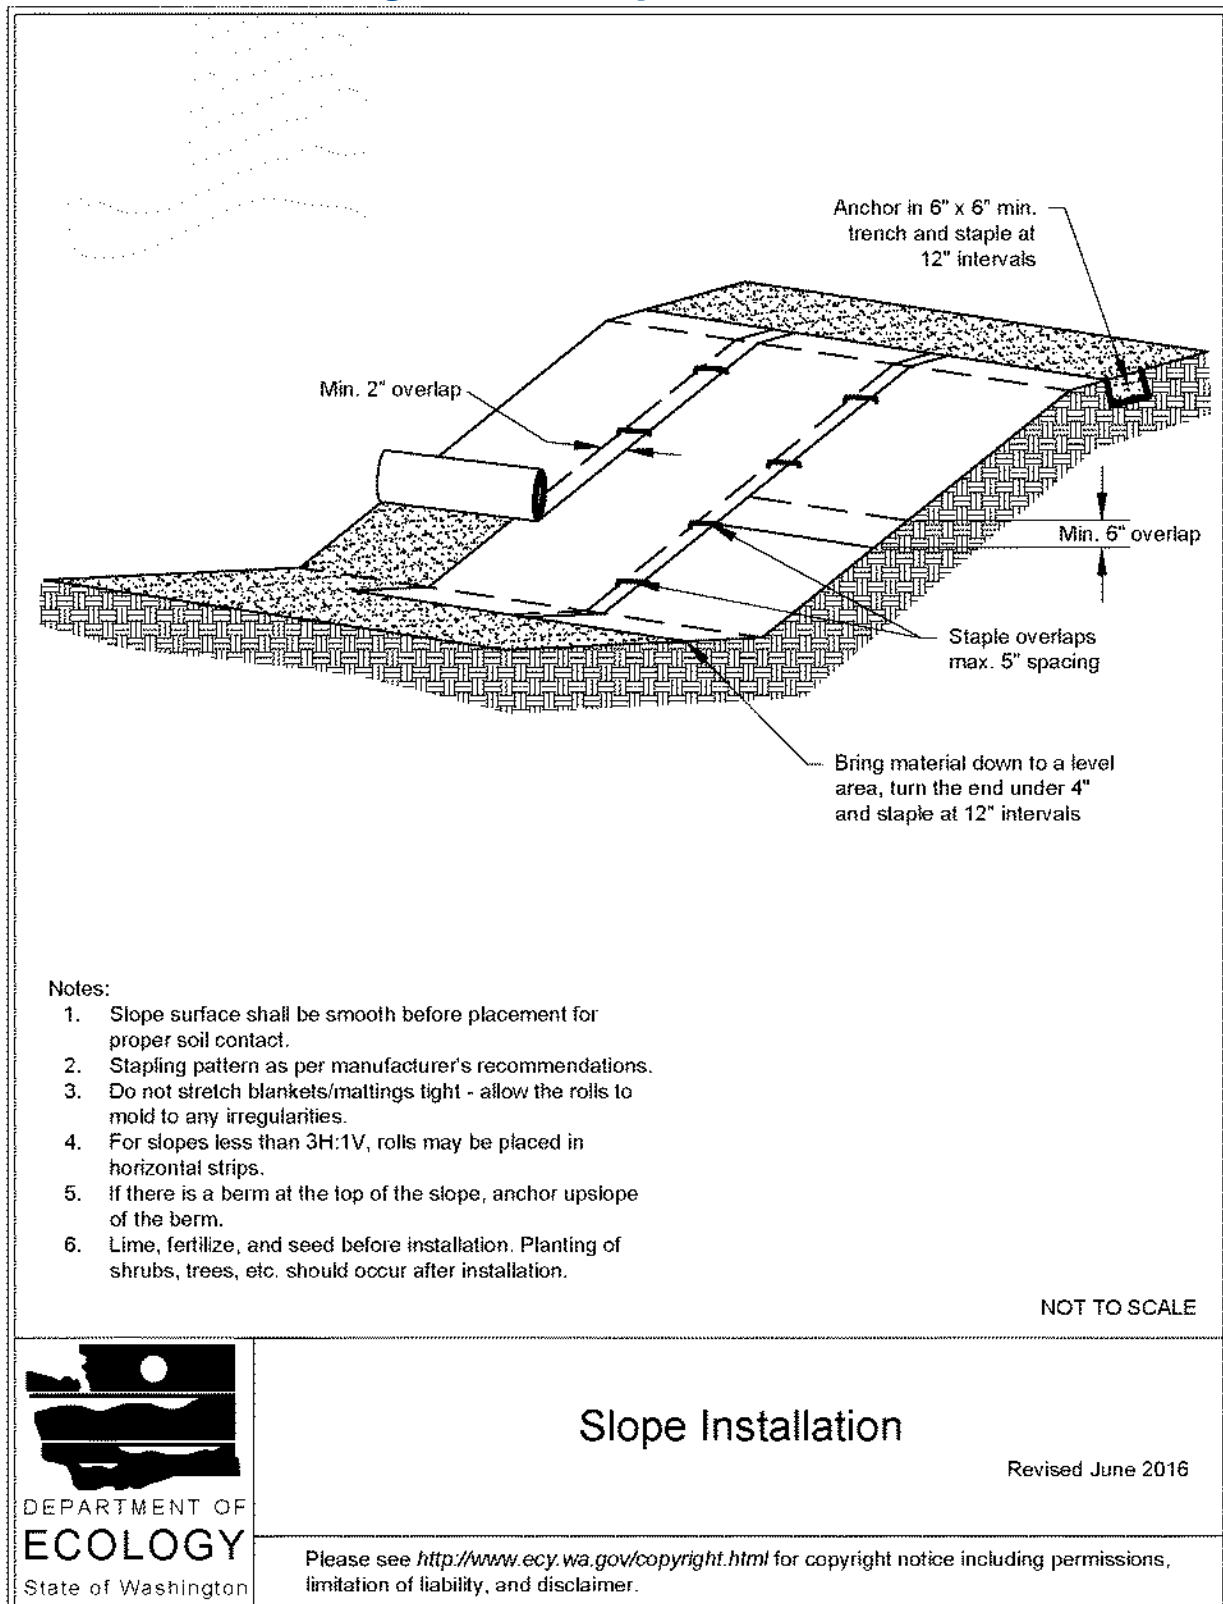 Anchor in 6" x 6" min.
trench and staple at
12" intervals
Min. 2" overlap
Min. 6" overlap
Staple overlaps
max. 5" spacing
Bring material down to a level
area, turn the end under 4"
and staple at 12" intervals
Notes:
1. Slope surface shall be smooth before placement for
proper soil contact.
2. Stapling pattern as per manufacturer's recommendations.
3. Do not stretch blankets/mattings tight - allow the rolls to
mold to any irregularities.
4. For slopes less than 3H:1V, rolls may be placed in
horizontal strips.
5. If there is a berm at the top of the slope, anchor upslope
of the berm.
6. Lime, fertilize, and seed before installation. Planting of
shrubs, trees, etc. should occur after installation.
NOT TO SCALE
Slope Installation
Revised June 2016
DEPARTMENT OF
ECOLOGY
State of Washington
Please see http://www.ecy.wa.gov/copyright.html for copyright notice including permissions,
limitation of liability, and disclaimer.